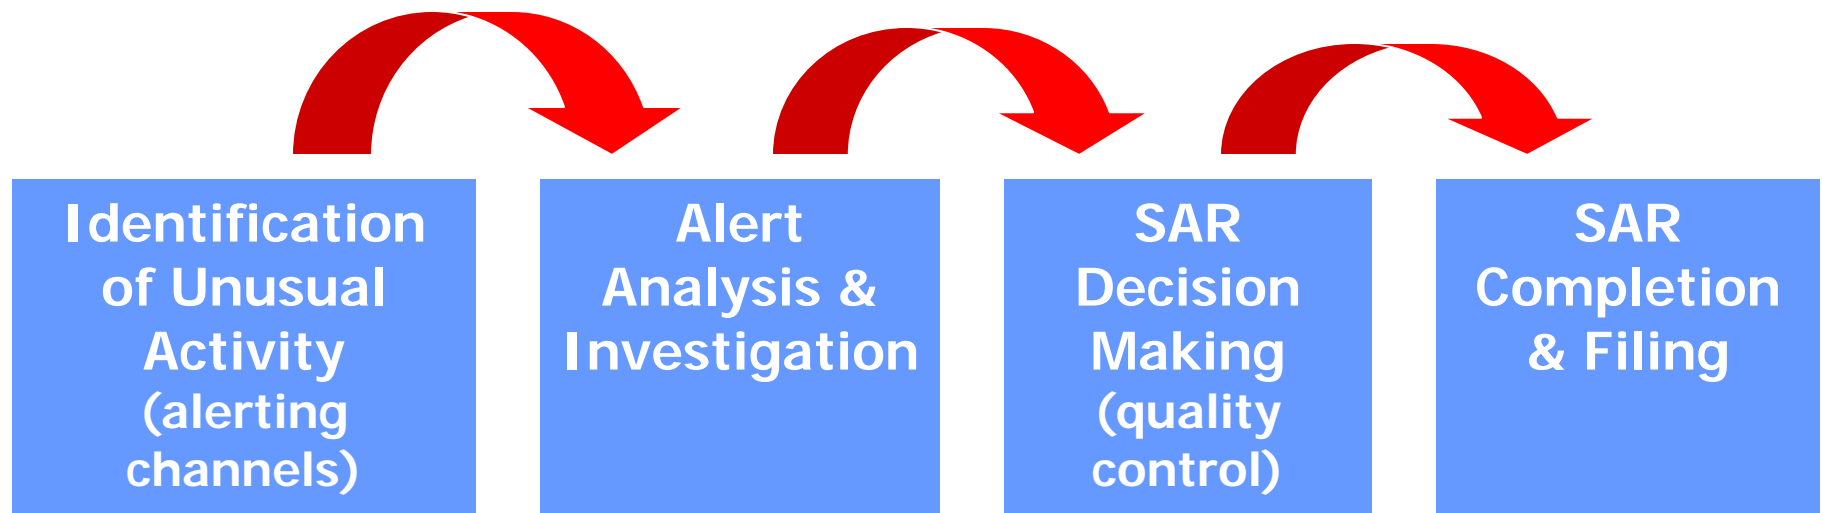 Identification
of Unusual
Activity
(alerting
channels)
Alert
Analysis &
Investigation
SAR
Decision
Making
(quality
control)
SAR
Completion
& Filing